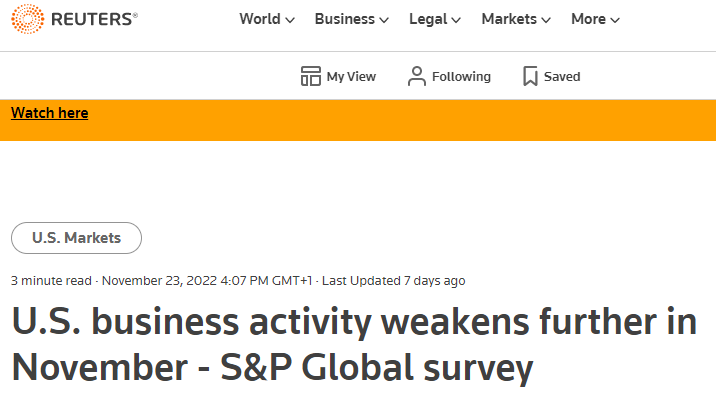 REUTERS® World Business Legal Markets More
My View Following Saved
Watch here
U.S. Markets
3 minute read · November 23, 2022 4:07 PM GMT+1 · Last Updated 7 days ago
U.S. business activity weakens further in
November - S&P Global survey